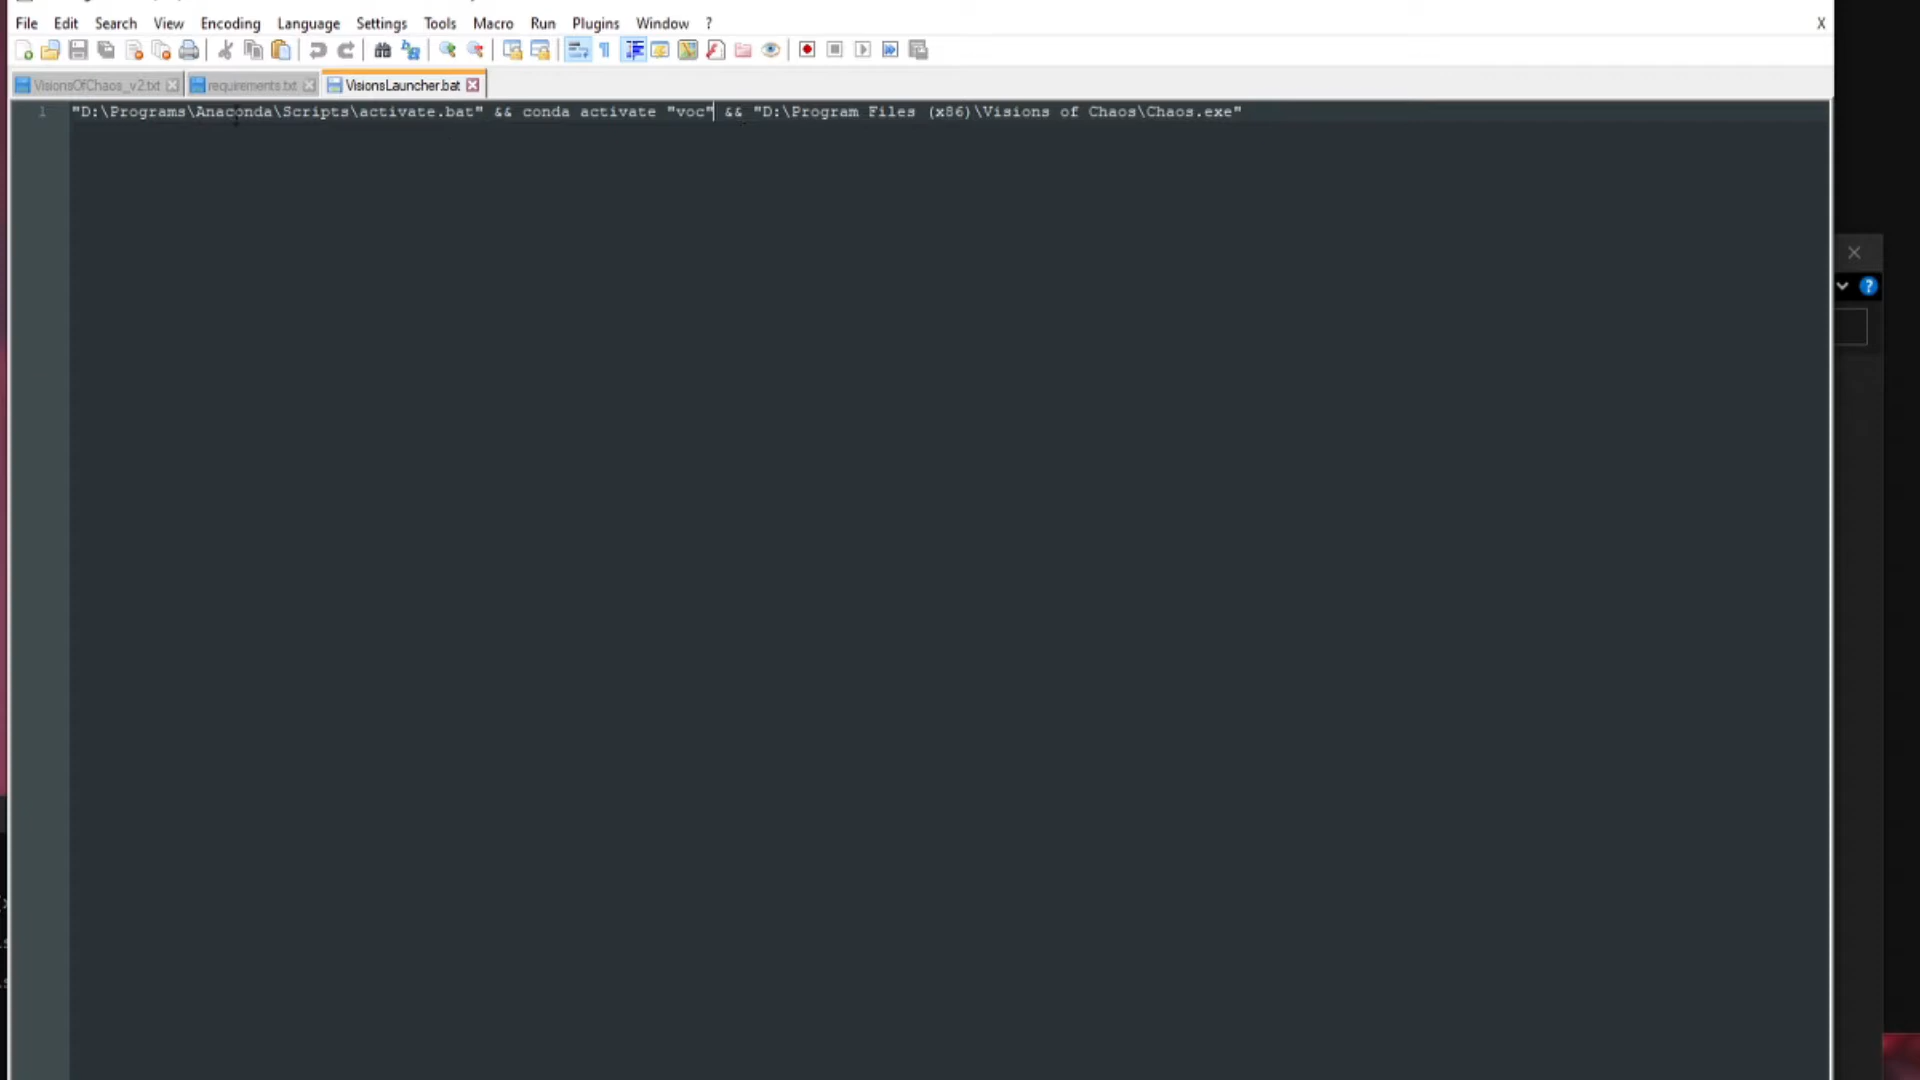 File Edit Search View Encoding Language Settings Tools Macro Run Plugins Window ? X
VisionsOfChaos_v2.txt requirements.txt VisionsLauncher.bat
1 "D:\Programs\Anaconda\Scripts\activate.bat" && conda activate "voc" && "D:\Program Files (x86)\Visions of Chaos\Chaos.exe"